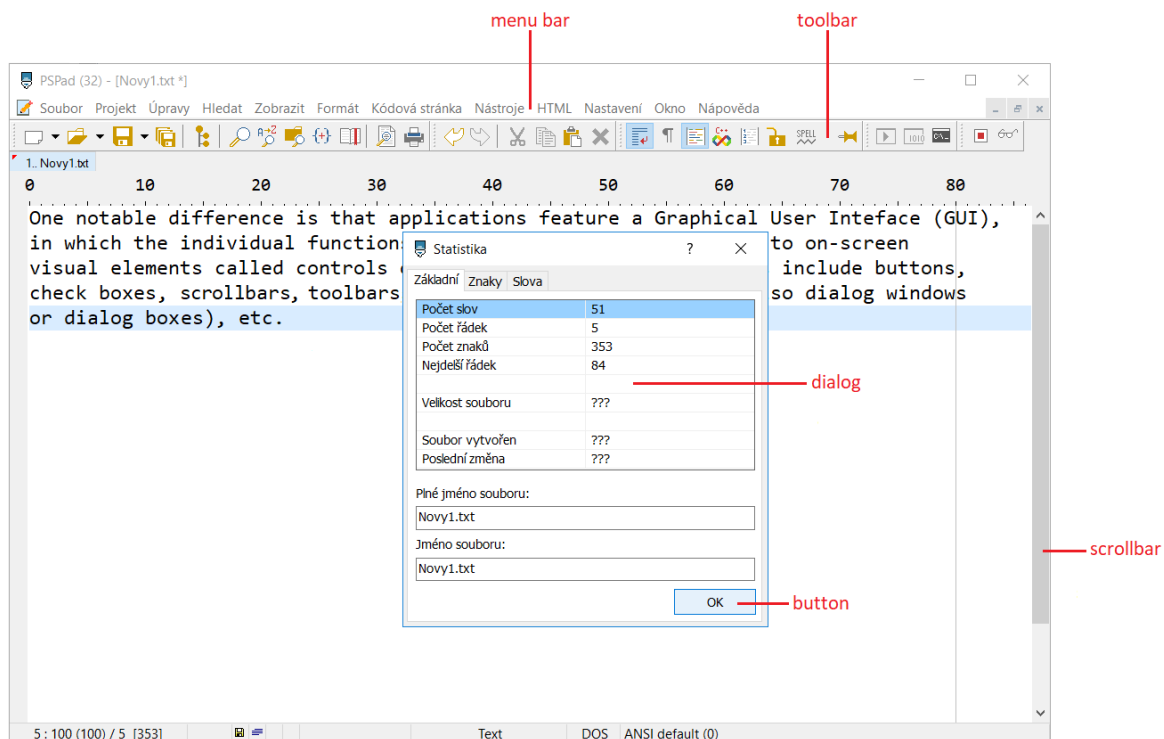 menu bar toolbar
PSPad (32) - [Novy1.txt *]
Soubor Projekt Úpravy Hledat Zobrazit Formát Kódová stránka Nástroje HTML Nastavení Okno Nápověda
A→Z C++ SPELL 1010 C:\_
1.. Novy1.txt
0 10 20 30 40 50 60 70 80
One notable difference is that applications feature a Graphical User Inteface (GUI),
in which the individual function to on-screen
visual elements called controls include buttons,
check boxes, scrollbars, toolbars so dialog windows
or dialog boxes), etc.
Statistika ?
Základní Znaky Slova
Počet slov 51
Počet řádek 5
Počet znaků 353
Nejdelší řádek 84
dialog
Velikost souboru ???
Soubor vytvořen ???
Poslední změna ???
Plné jméno souboru:
Novy1.txt
Jméno souboru:
Novy1.txt
scrollbar
OK
button
5 : 100 (100) / 5 [353] Text DOS ANSI default (0)